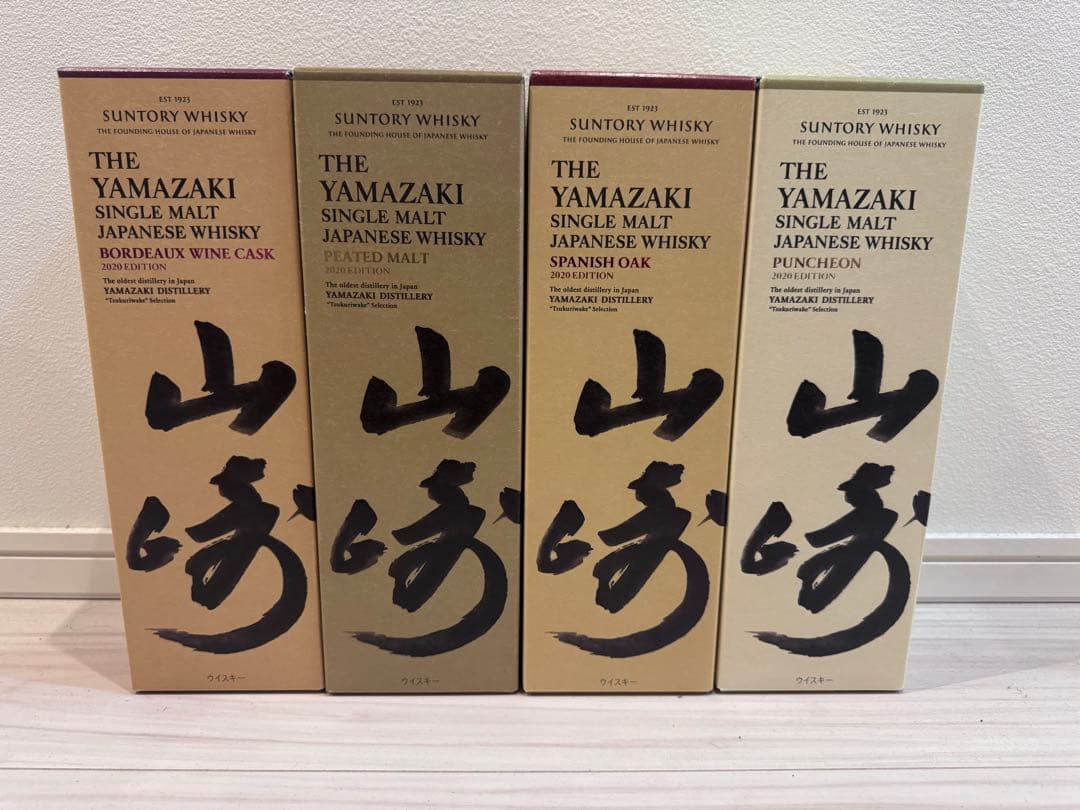 EST 1923
SUNTORY WHISKY
THE FOUNDING HOUSE OF JAPANESE WHISKY
THE
YAMAZAKI
SINGLE MALT
JAPANESE WHISKY
BORDEAUX WINE CASK
2020 EDITION
The oldest distillery in Japan
YAMAZAKI DISTILLERY
"Tsukuriwake" Selection
山
崎
ウイスキー
EST 1923
SUNTORY WHISKY
THE FOUNDING HOUSE OF JAPANESE WHISKY
THE
YAMAZAKI
SINGLE MALT
JAPANESE WHISKY
PEATED MALT
2020 EDITION
The oldest distillery in Japan
YAMAZAKI DISTILLERY
"Tsukuriwake" Selection
山
崎
ウイスキー
EST 1923
SUNTORY WHISKY
THE FOUNDING HOUSE OF JAPANESE WHISKY
THE
YAMAZAKI
SINGLE MALT
JAPANESE WHISKY
SPANISH OAK
2020 EDITION
The oldest distillery in Japan
YAMAZAKI DISTILLERY
"Tsukuriwake" Selection
山
崎
ウイスキー
EST 1923
SUNTORY WHISKY
THE FOUNDING HOUSE OF JAPANESE WHISKY
THE
YAMAZAKI
SINGLE MALT
JAPANESE WHISKY
PUNCHEON
2020 EDITION
The oldest distillery in Japan
YAMAZAKI DISTILLERY
"Tsukuriwake" Selection
山
崎
ウイスキー